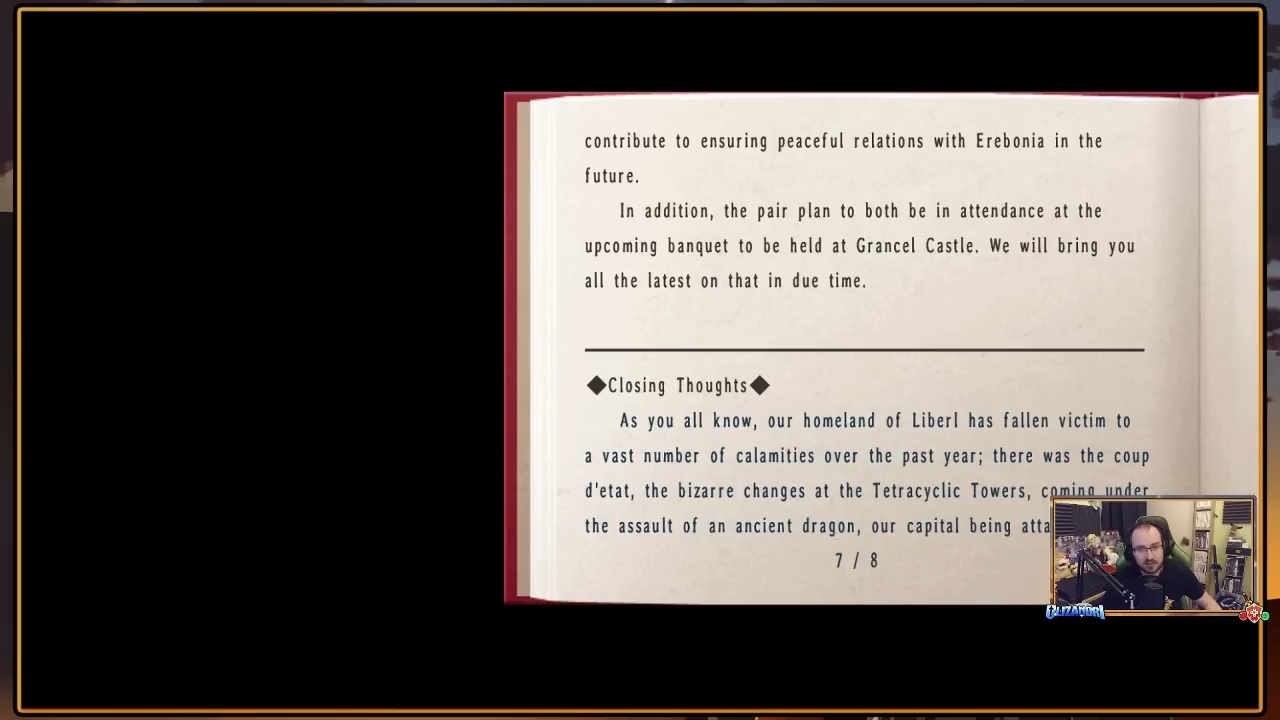 contribute to ensuring peaceful relations with Erebonia in the
future.
In addition, the pair plan to both be in attendance at the
upcoming banquet to be held at Grancel Castle. We will bring you
all the latest on that in due time.
◆Closing Thoughts◆
As you all know, our homeland of Liberl has fallen victim to
a vast number of calamities over the past year; there was the coup
d'etat, the bizarre changes at the Tetracyclic Towers, coming under
the assault of an ancient dragon, our capital being
7 / 8